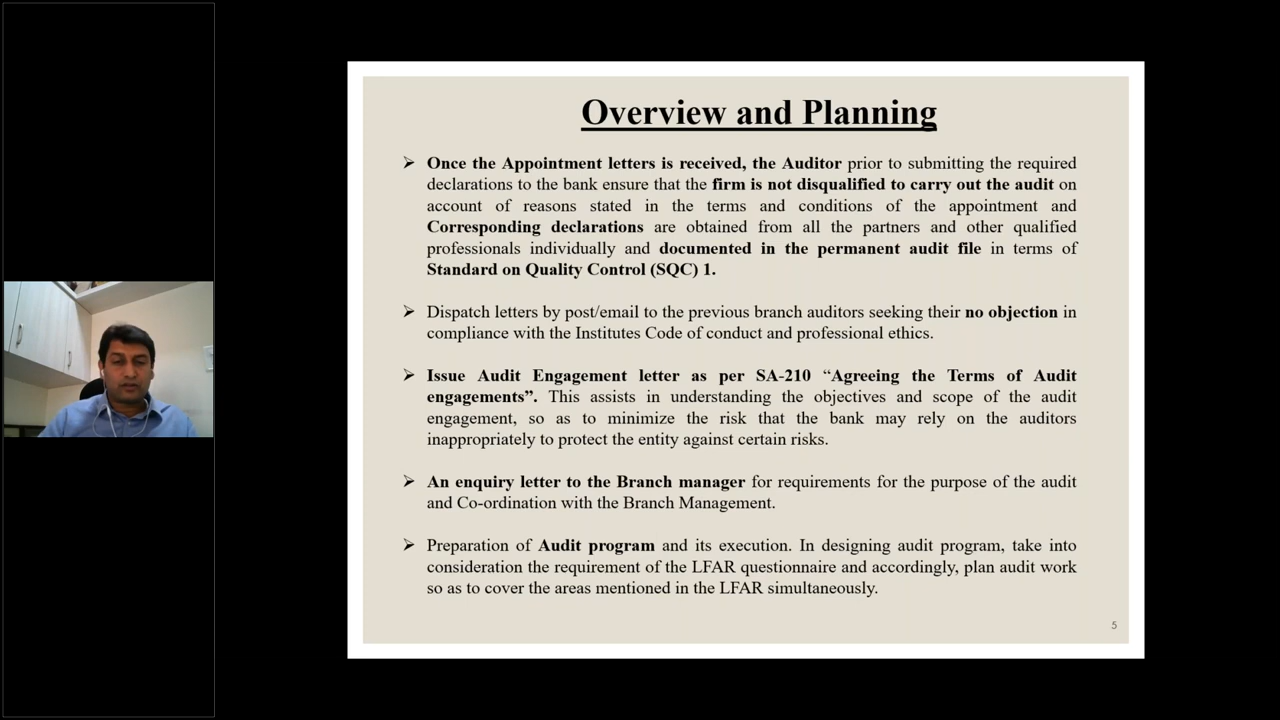 Overview and Planning
➢ Once the Appointment letters is received, the Auditor prior to submitting the required
declarations to the bank ensure that the firm is not disqualified to carry out the audit on
account of reasons stated in the terms and conditions of the appointment and
Corresponding declarations are obtained from all the partners and other qualified
professionals individually and documented in the permanent audit file in terms of
Standard on Quality Control (SQC) 1.
➢ Dispatch letters by post/email to the previous branch auditors seeking their no objection in
compliance with the Institutes Code of conduct and professional ethics.
➢ Issue Audit Engagement letter as per SA-210 “Agreeing the Terms of Audit
engagements”. This assists in understanding the objectives and scope of the audit
engagement, so as to minimize the risk that the bank may rely on the auditors
inappropriately to protect the entity against certain risks.
➢ An enquiry letter to the Branch manager for requirements for the purpose of the audit
and Co-ordination with the Branch Management.
➢ Preparation of Audit program and its execution. In designing audit program, take into
consideration the requirement of the LFAR questionnaire and accordingly, plan audit work
so as to cover the areas mentioned in the LFAR simultaneously.
5